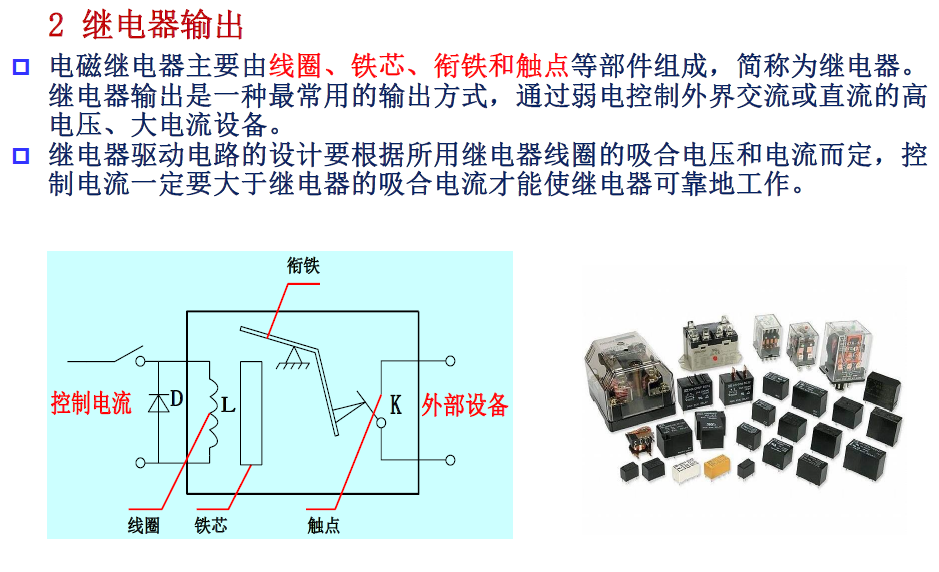 2 继电器输出
电磁继电器主要由线圈、铁芯、衔铁和触点等部件组成，简称为继电器。
继电器输出是一种最常用的输出方式，通过弱电控制外界交流或直流的高
电压、大电流设备。
继电器驱动电路的设计要根据所用继电器线圈的吸合电压和电流而定，控
制电流一定要大于继电器的吸合电流才能使继电器可靠地工作。
衔铁
控制电流 D L K 外部设备
线圈 铁芯 触点